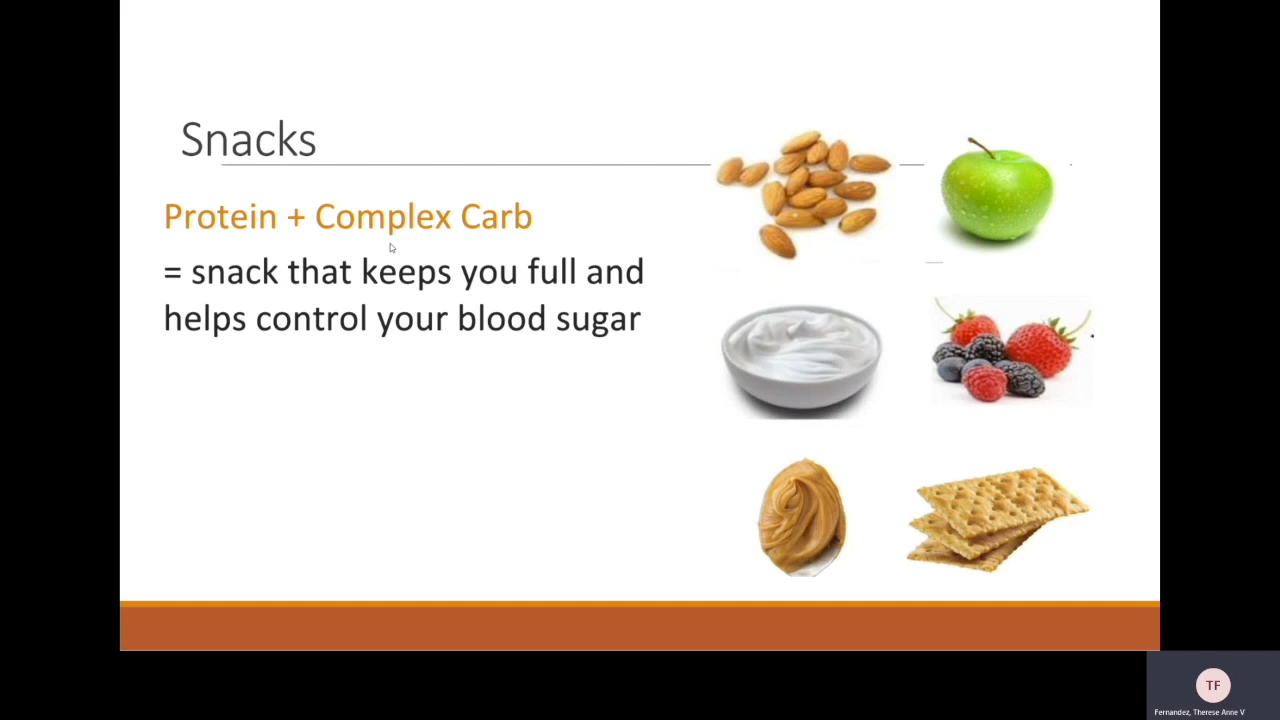 Snacks
Protein + Complex Carb
= snack that keeps you full and
helps control your blood sugar
TF
Fernandez, Therese Anne V